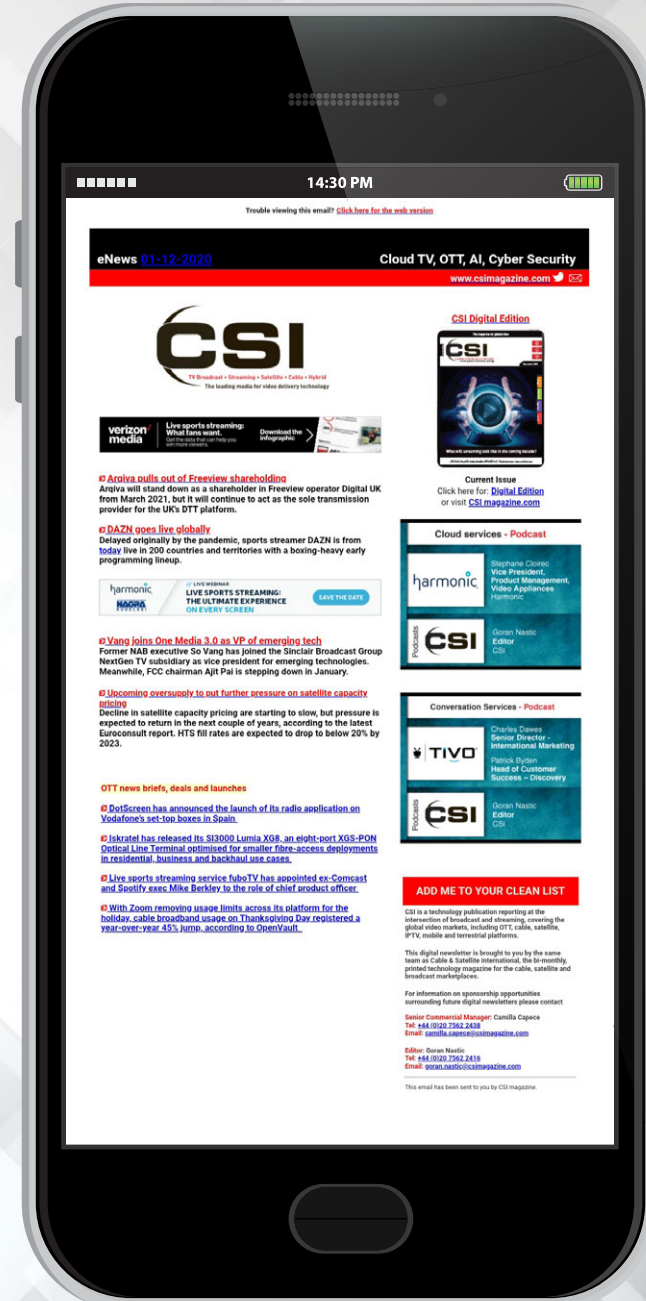 14:30 PM
Trouble viewing this email? Click here for the web version
eNews 01-12-2020
Cloud TV, OTT, AI, Cyber Security
www.csimagazine.com
CSI
TV Broadcast • Streaming • Satellite • Cable • Hybrid
The leading media for video delivery technology
verizon✓
media
Live sports streaming:
What fans want.
Get the data that can help you
win more viewers.
Download the
infographic
Arqiva pulls out of Freeview shareholding
Arqiva will stand down as a shareholder in Freeview operator Digital UK
from March 2021, but it will continue to act as the sole transmission
provider for the UK's DTT platform.
DAZN goes live globally
Delayed originally by the pandemic, sports streamer DAZN is from
today live in 200 countries and territories with a boxing-heavy early
programming lineup.
harmonic
NAGRA
// LIVE WEBINAR
LIVE SPORTS STREAMING:
THE ULTIMATE EXPERIENCE
ON EVERY SCREEN
SAVE THE DATE
Vang joins One Media 3.0 as VP of emerging tech
Former NAB executive So Vang has joined the Sinclair Broadcast Group
NextGen TV subsidiary as vice president for emerging technologies.
Meanwhile, FCC chairman Ajit Pai is stepping down in January.
Upcoming oversupply to put further pressure on satellite capacity
pricing
Decline in satellite capacity pricing are starting to slow, but pressure is
expected to return in the next couple of years, according to the latest
Euroconsult report. HTS fill rates are expected to drop to below 20% by
2023.
OTT news briefs, deals and launches
DotScreen has announced the launch of its radio application on
Vodafone's set-top boxes in Spain
Iskratel has released its SI3000 Lumia XG8, an eight-port XGS-PON
Optical Line Terminal optimised for smaller fibre-access deployments
in residential, business and backhaul use cases
Live sports streaming service fuboTV has appointed ex-Comcast
and Spotify exec Mike Berkley to the role of chief product officer
With Zoom removing usage limits across its platform for the
holiday, cable broadband usage on Thanksgiving Day registered a
year-over-year 45% jump, according to OpenVault
CSI Digital Edition
CSI
Who will streaming look like in the coming decade?
Current Issue
Click here for: Digital Edition
or visit CSI magazine.com
Cloud services - Podcast
harmonic
Stephane Cloirec
Vice President,
Product Management,
Video Appliances
Harmonic
Podcasts
CSI
Goran Nastic
Editor
CSI
Conversation Services - Podcast
TIVO
Charles Dawes
Senior Director -
International Marketing
Patrick Byden
Head of Customer
Success – Discovery
Podcasts
CSI
Goran Nastic
Editor
CSI
ADD ME TO YOUR CLEAN LIST
CSI is a technology publication reporting at the
intersection of broadcast and streaming, covering the
global video markets, including OTT, cable, satellite,
IPTV, mobile and terrestrial platforms.
This digital newsletter is brought to you by the same
team as Cable & Satellite International, the bi-monthly,
printed technology magazine for the cable, satellite and
broadcast marketplaces.
For information on sponsorship opportunities
surrounding future digital newsletters please contact
Senior Commercial Manager: Camilla Capece
Tel: +44 (0)20 7562 2438
Email: camilla.capece@csimagazine.com
Editor: Goran Nastic
Tel: +44 (0)20 7562 2416
Email: goran.nastic@csimagazine.com
This email has been sent to you by CSI magazine.